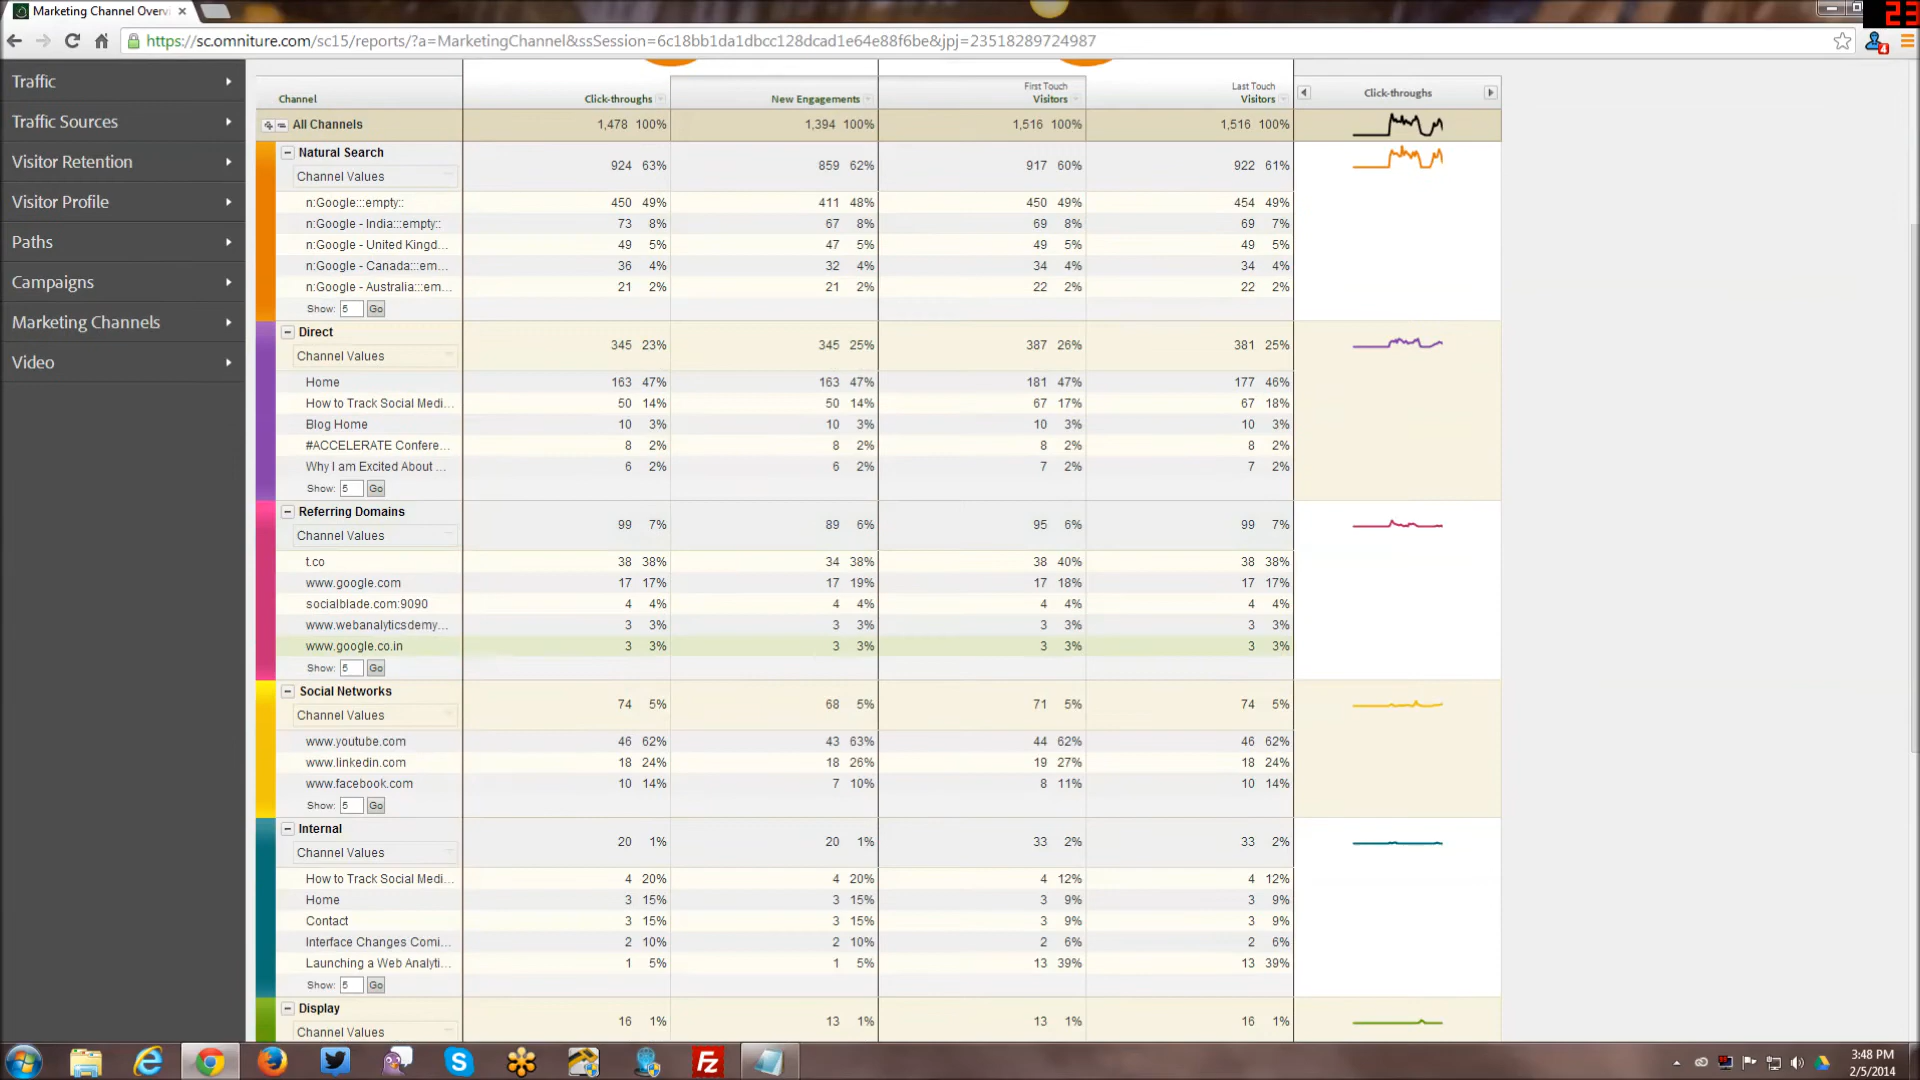 Marketing Channel Overv
23
https://sc.omniture.com/sc15/reports/?a=MarketingChannel&ssSession=6c18bb1da1dbcc128dcad1e64e88f6be&jpj=23518289724987
4
Traffic
Traffic Sources
Visitor Retention
Visitor Profile
Paths
Campaigns
Marketing Channels
Video
Channel Click-throughs New Engagements First Touch Visitors Last Touch Visitors Click-throughs
All Channels 1,478 100% 1,394 100% 1,516 100% 1,516 100%
Natural Search 924 63% 859 62% 917 60% 922 61%
Channel Values
n:Google:::empty:: 450 49% 411 48% 450 49% 454 49%
n:Google - India:::empty:: 73 8% 67 8% 69 8% 69 7%
n:Google - United Kingd... 49 5% 47 5% 49 5% 49 5%
n:Google - Canada:::em... 36 4% 32 4% 34 4% 34 4%
n:Google - Australia:::em... 21 2% 21 2% 22 2% 22 2%
Show: 5 Go
Direct 345 23% 345 25% 387 26% 381 25%
Channel Values
Home 163 47% 163 47% 181 47% 177 46%
How to Track Social Medi... 50 14% 50 14% 67 17% 67 18%
Blog Home 10 3% 10 3% 10 3% 10 3%
#ACCELERATE Confere... 8 2% 8 2% 8 2% 8 2%
Why I am Excited About ... 6 2% 6 2% 7 2% 7 2%
Show: 5 Go
Referring Domains 99 7% 89 6% 95 6% 99 7%
Channel Values
t.co 38 38% 34 38% 38 40% 38 38%
www.google.com 17 17% 17 19% 17 18% 17 17%
socialblade.com:9090 4 4% 4 4% 4 4% 4 4%
www.webanalyticsdemy... 3 3% 3 3% 3 3% 3 3%
www.google.co.in 3 3% 3 3% 3 3% 3 3%
Show: 5 Go
Social Networks 74 5% 68 5% 71 5% 74 5%
Channel Values
www.youtube.com 46 62% 43 63% 44 62% 46 62%
www.linkedin.com 18 24% 18 26% 19 27% 18 24%
www.facebook.com 10 14% 7 10% 8 11% 10 14%
Show: 5 Go
Internal 20 1% 20 1% 33 2% 33 2%
Channel Values
How to Track Social Medi... 4 20% 4 20% 4 12% 4 12%
Home 3 15% 3 15% 3 9% 3 9%
Contact 3 15% 3 15% 3 9% 3 9%
Interface Changes Comi... 2 10% 2 10% 2 6% 2 6%
Launching a Web Analyti... 1 5% 1 5% 13 39% 13 39%
Show: 5 Go
Display 16 1% 13 1% 13 1% 16 1%
Channel Values
Fz
3:48 PM
2/5/2014